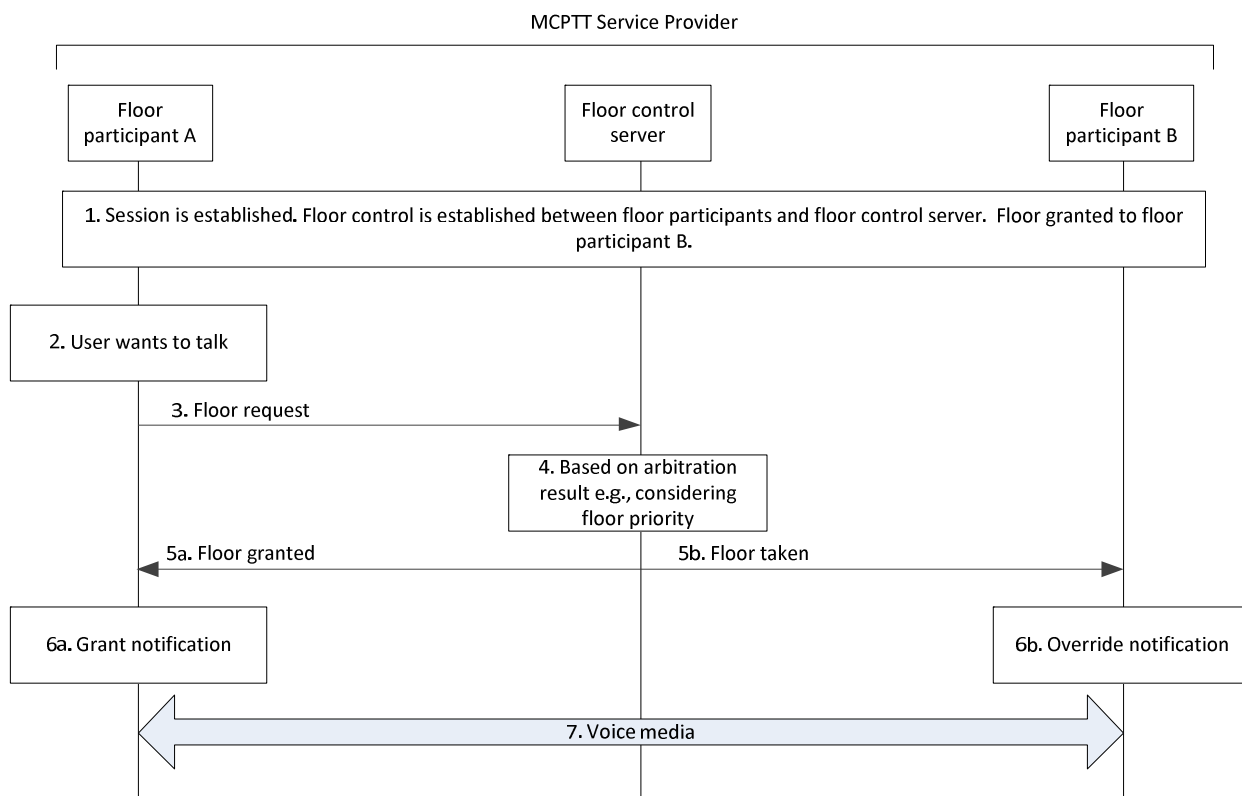 MCPTT Service Provider
Floor
participant A
Floor control
server
Floor
participant B
1. Session is established. Floor control is established between floor participants and floor control server.  Floor granted to floor
participant B.
2. User wants to talk
3. Floor request
4. Based on arbitration
result e.g., considering
floor priority
5a. Floor granted
5b. Floor taken
6a. Grant notification
6b. Override notification
7. Voice media